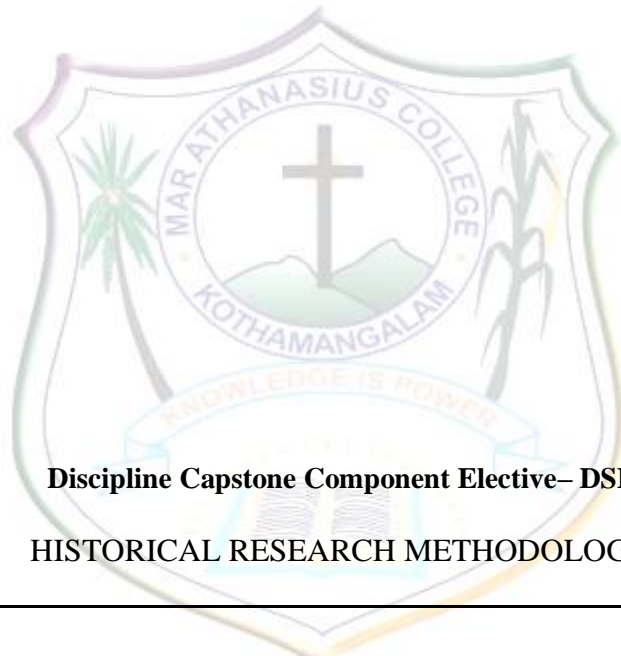 MAR ATHANASIUS COLLEGE
KOTHAMANGALAM
KNOWLEDGE IS POWER
Discipline Capstone Component Elective– DS
HISTORICAL RESEARCH METHODOLOG